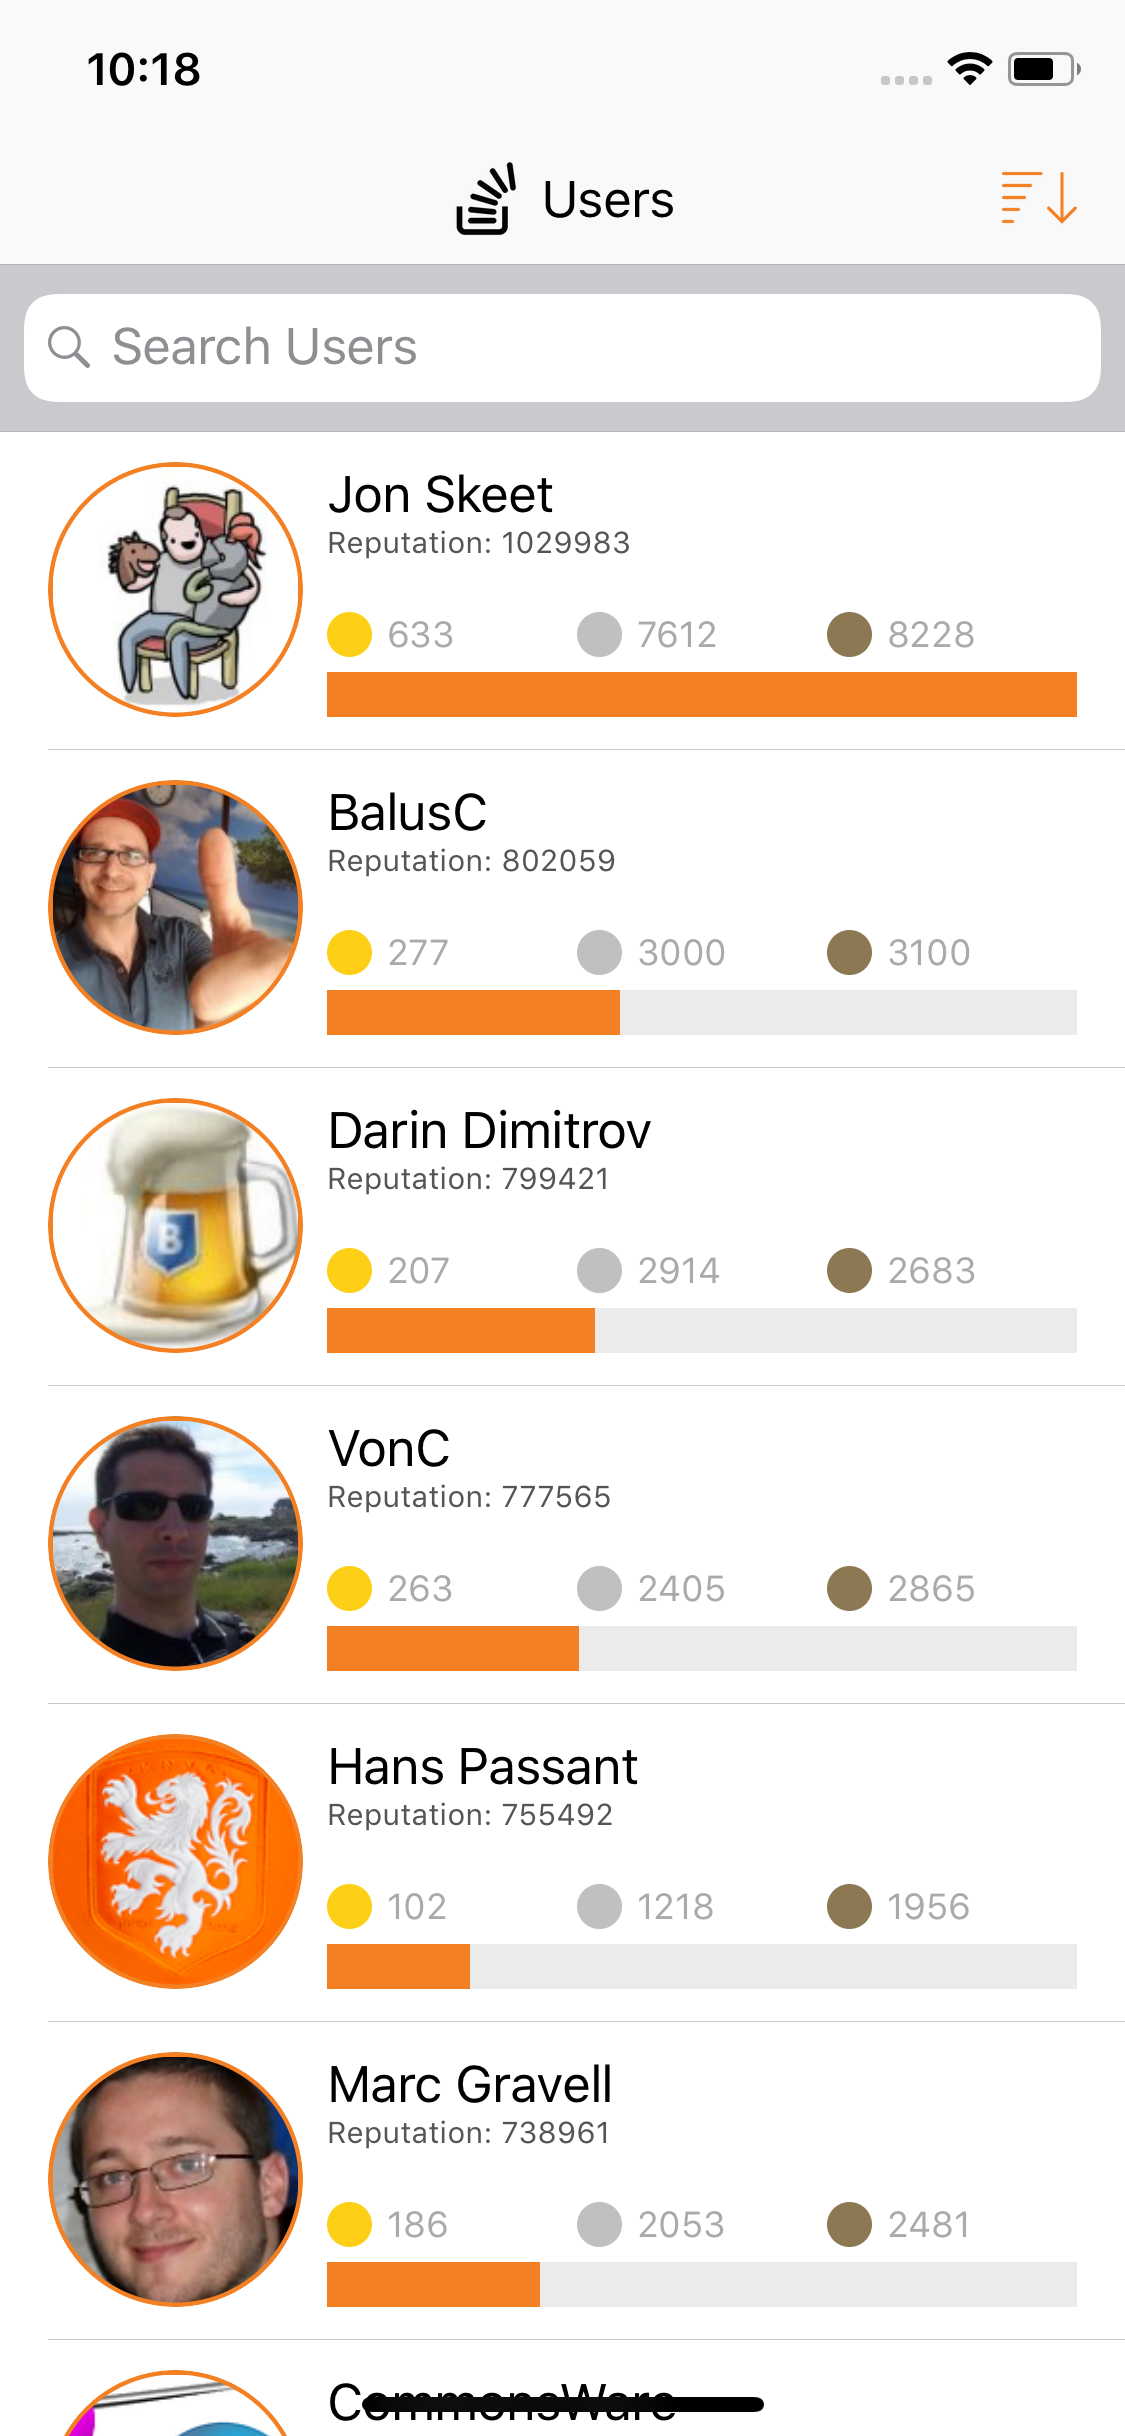 10:18
Users
Search Users
Jon Skeet
Reputation: 1029983
633 7612 8228
BalusC
Reputation: 802059
277 3000 3100
Darin Dimitrov
Reputation: 799421
B
207 2914 2683
VonC
Reputation: 777565
263 2405 2865
Hans Passant
Reputation: 755492
102 1218 1956
Marc Gravell
Reputation: 738961
186 2053 2481
CommonsWare